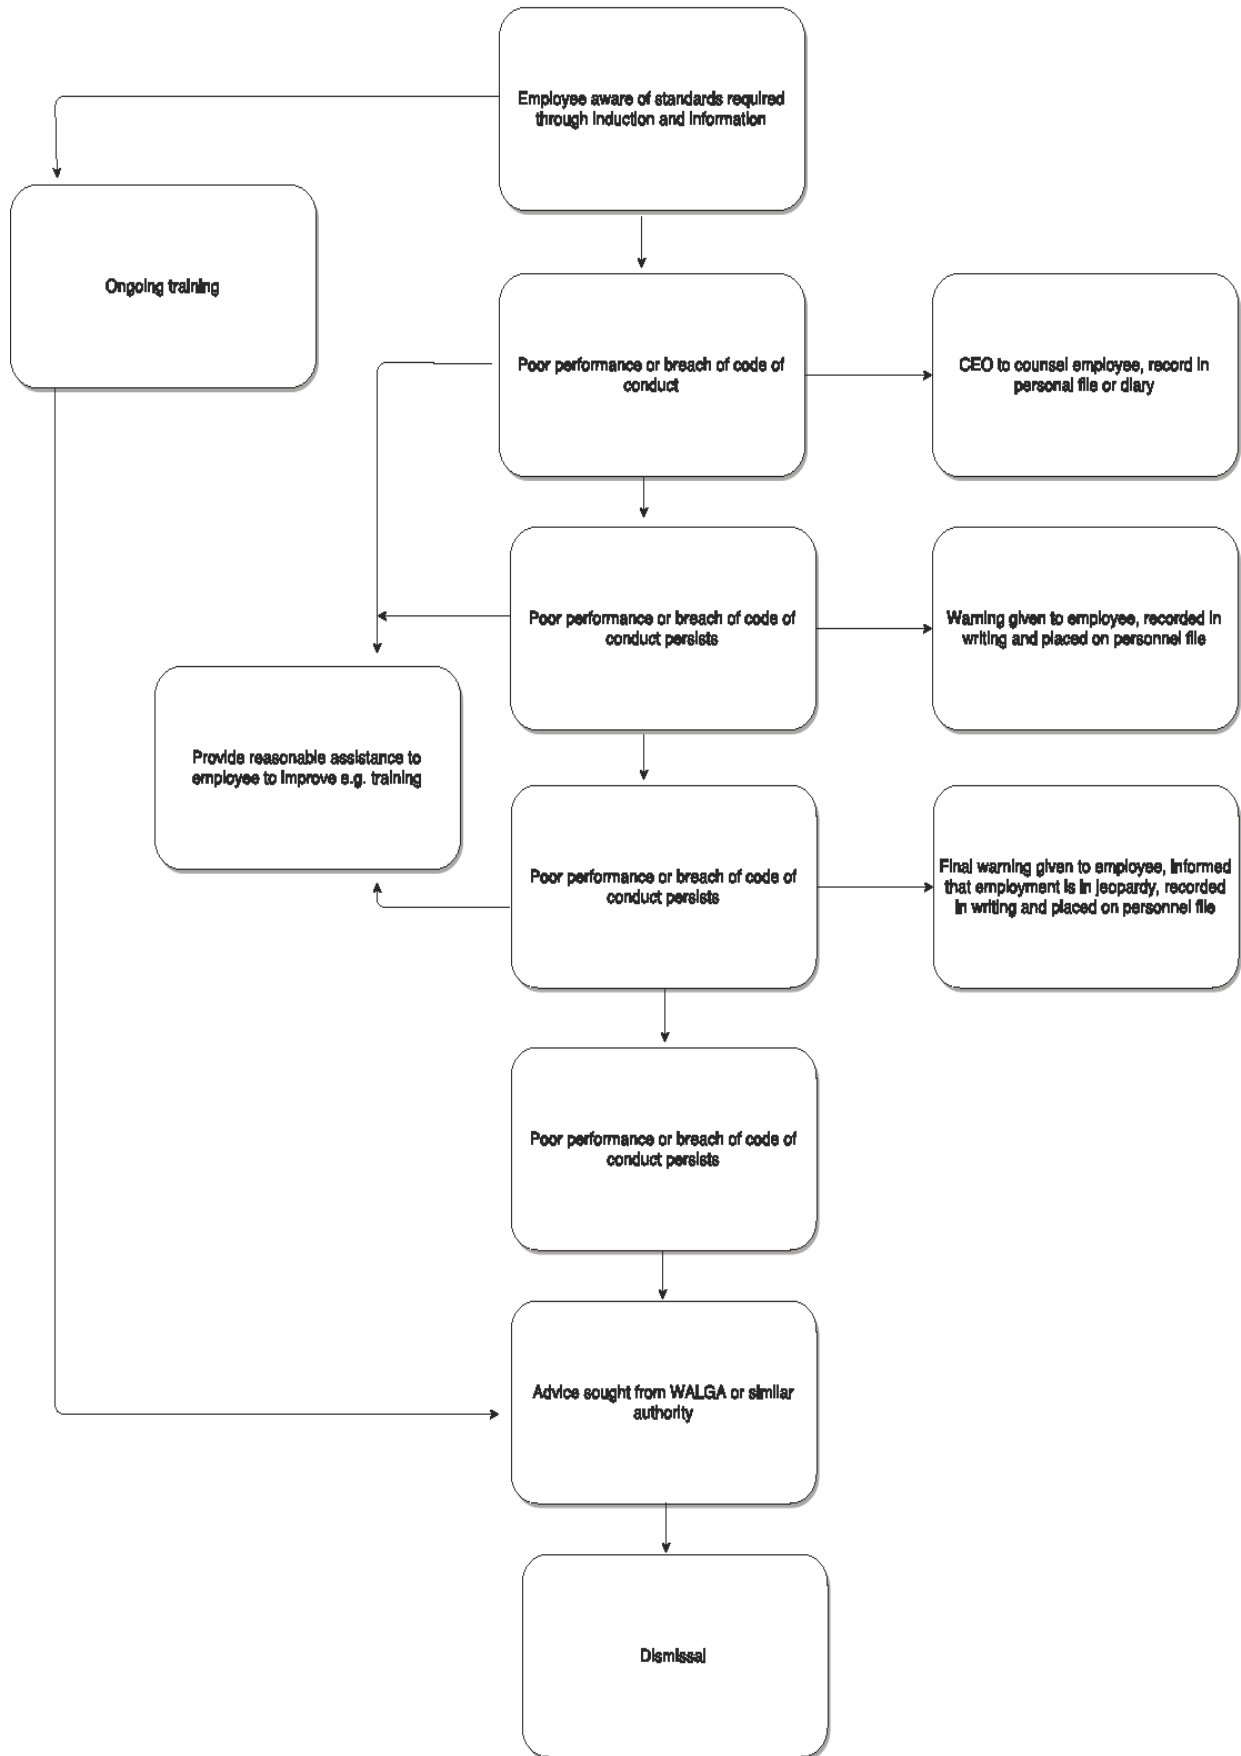 Employee aware of standards required
through induction and information
Ongoing training
Poor performance or breach of code of
conduct
CEO to counsel employee, record in
personal file or diary
Poor performance or breach of code of
conduct persists
Warning given to employee, recorded in
writing and placed on personnel file
Provide reasonable assistance to
employee to improve e.g. training
Poor performance or breach of code of
conduct persists
Final warning given to employee, informed
that employment is in jeopardy, recorded
in writing and placed on personnel file
Poor performance or breach of code of
conduct persists
Advice sought from WALGA or similar
authority
Dismissal